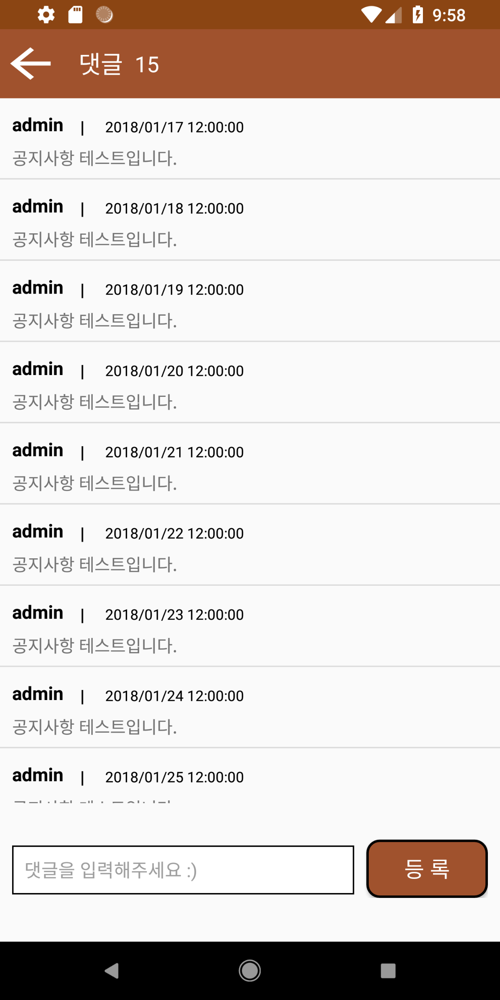 9:58
댓글 15
admin | 2018/01/17 12:00:00
공지사항 테스트입니다.
admin | 2018/01/18 12:00:00
공지사항 테스트입니다.
admin | 2018/01/19 12:00:00
공지사항 테스트입니다.
admin | 2018/01/20 12:00:00
공지사항 테스트입니다.
admin | 2018/01/21 12:00:00
공지사항 테스트입니다.
admin | 2018/01/22 12:00:00
공지사항 테스트입니다.
admin | 2018/01/23 12:00:00
공지사항 테스트입니다.
admin | 2018/01/24 12:00:00
공지사항 테스트입니다.
admin | 2018/01/25 12:00:00
댓글을 입력해주세요 :)
등 록